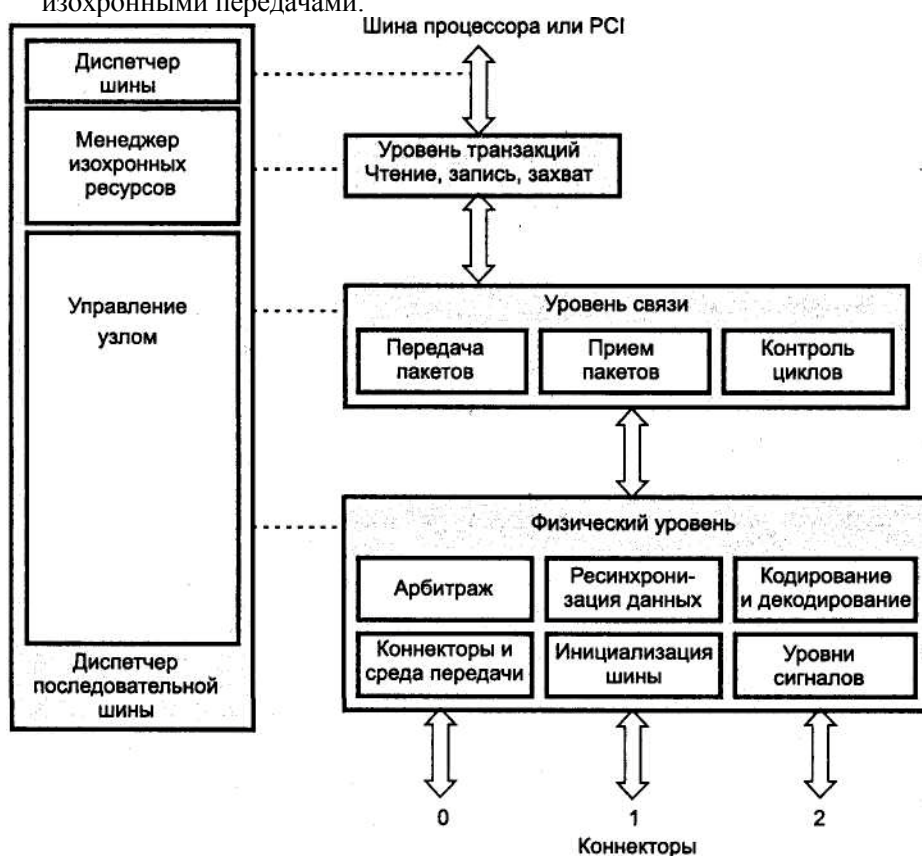 изохронными передачами.
Шина процессора или PCI
Диспетчер
шины
Менеджер
изохронных
ресурсов
Управление
узлом
Диспетчер
последовательной
шины
Уровень транзакций
Чтение, запись, захват
Уровень связи
Передача
пакетов
Прием
пакетов
Контроль
циклов
Физический уровень
Арбитраж
Ресинхрони-
зация данных
Кодирование
и декодирование
Коннекторы и
среда передачи
Инициализация
шины
Уровни
сигналов
0
1
2
Коннекторы